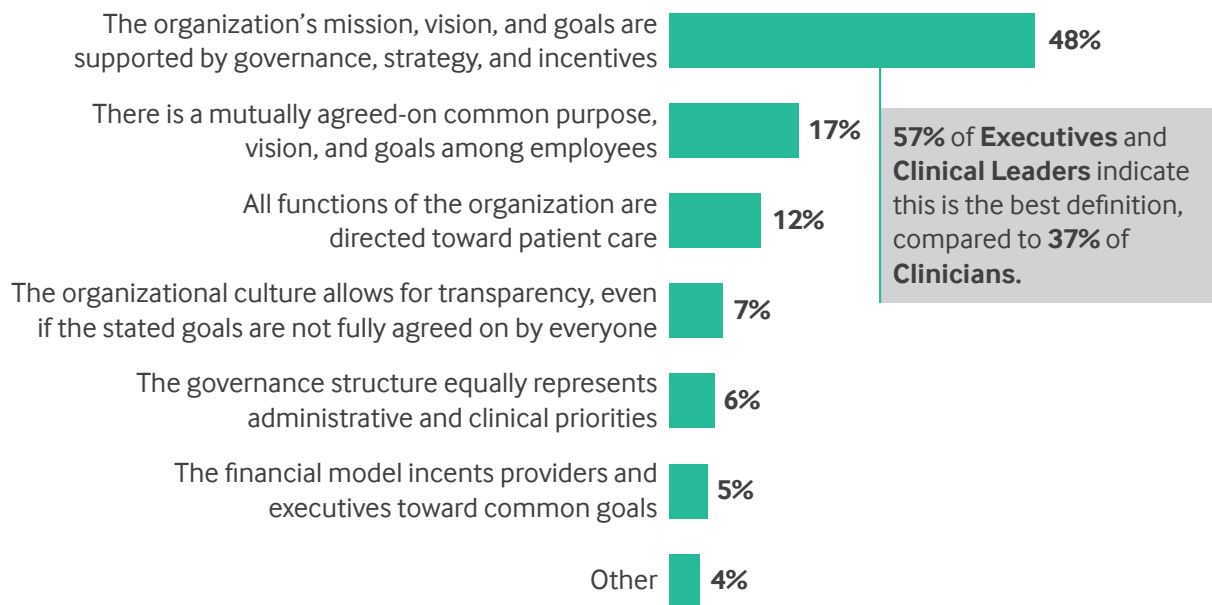 The organization’s mission, vision, and goals are
supported by governance, strategy, and incentives
48%
There is a mutually agreed-on common purpose,
vision, and goals among employees
17%
57% of Executives and
Clinical Leaders indicate
this is the best definition,
compared to 37% of
Clinicians.
All functions of the organization are
directed toward patient care
12%
The organizational culture allows for transparency, even
if the stated goals are not fully agreed on by everyone
7%
The governance structure equally represents
administrative and clinical priorities
6%
The financial model incents providers and
executives toward common goals
5%
Other
4%